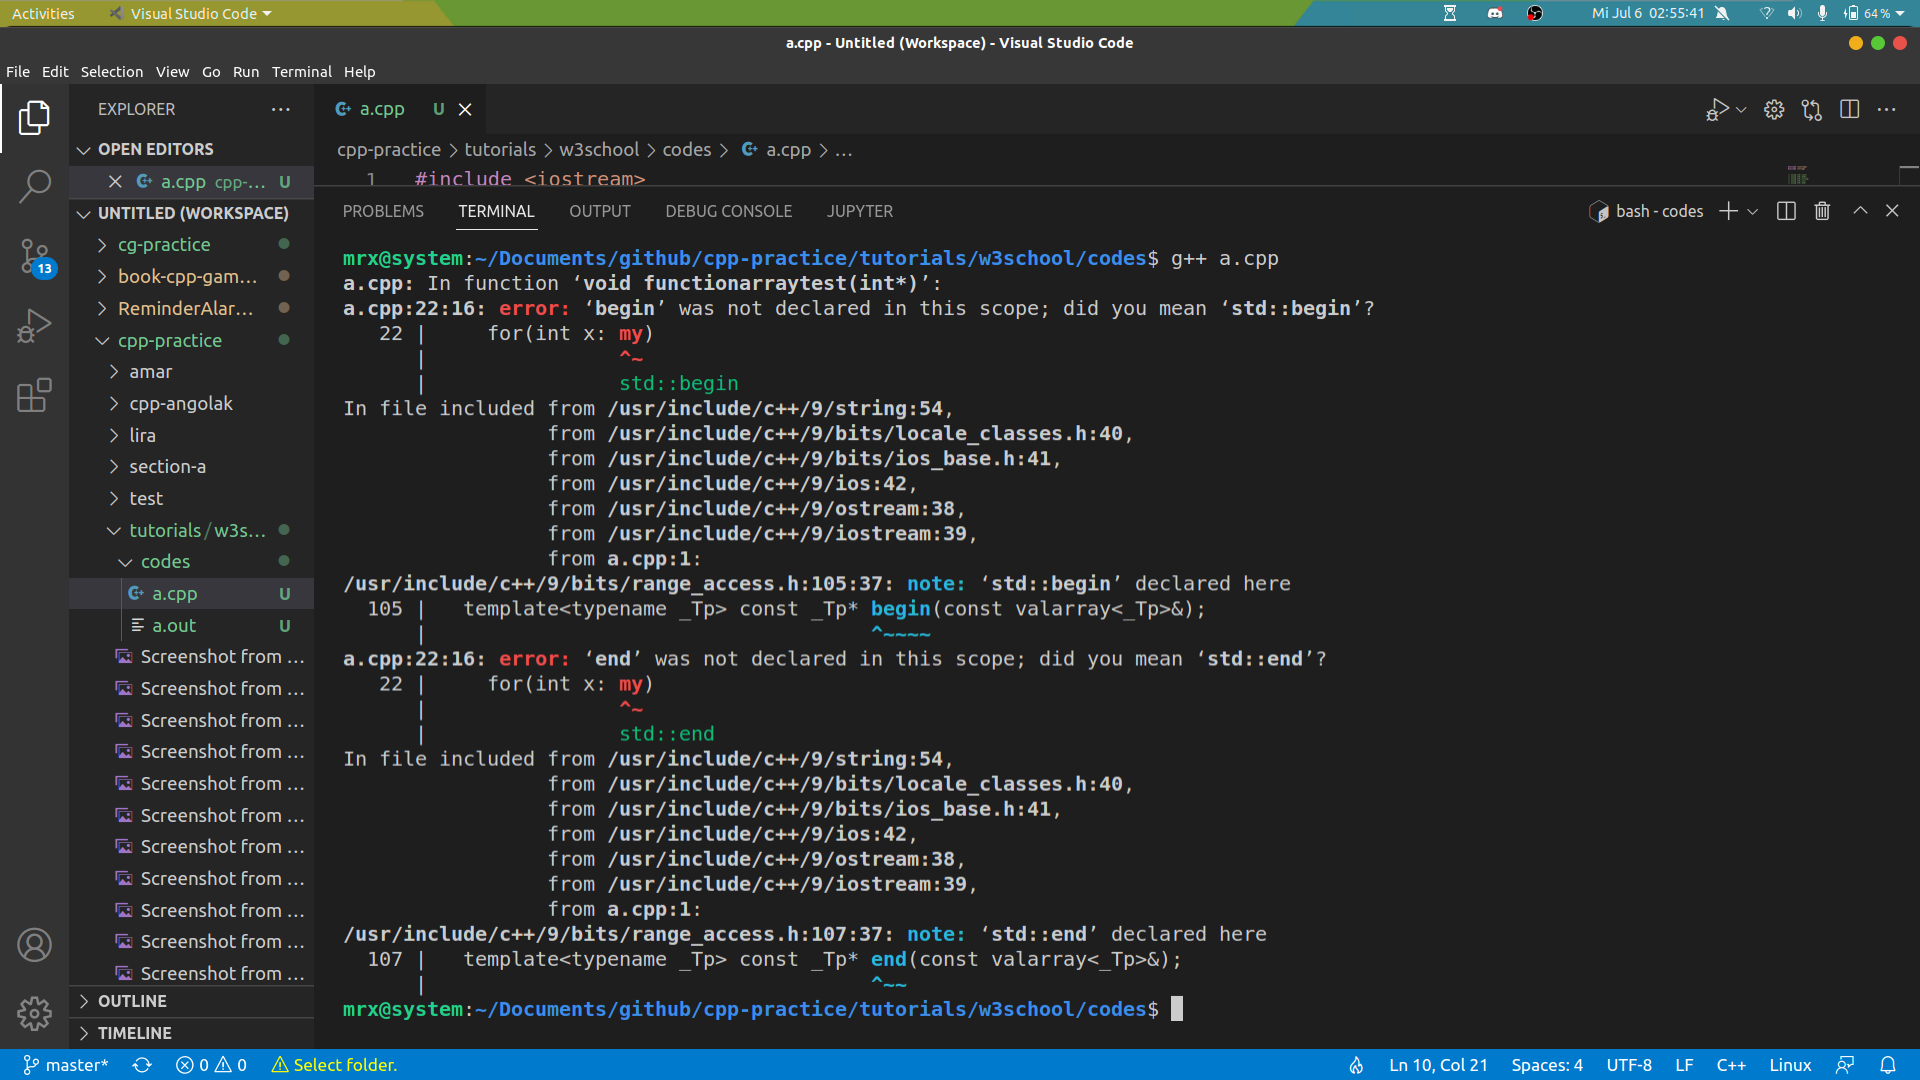 Activities
Visual Studio Code
Mi Jul 6 02:55:41
64 %
a.cpp - Untitled (Workspace) - Visual Studio Code
File Edit Selection View Go Run Terminal Help
EXPLORER
a.cpp U
OPEN EDITORS
cpp-practice > tutorials > w3school > codes > a.cpp > ...
a.cpp cpp-... U
1 #include <iostream>
UNTITLED (WORKSPACE)
PROBLEMS TERMINAL OUTPUT DEBUG CONSOLE JUPYTER
bash - codes
13
cg-practice
book-cpp-gam...
ReminderAlar...
cpp-practice
amar
cpp-angolak
lira
section-a
test
tutorials / w3s...
codes
a.cpp U
a.out U
Screenshot from ...
Screenshot from ...
Screenshot from ...
Screenshot from ...
Screenshot from ...
Screenshot from ...
Screenshot from ...
Screenshot from ...
Screenshot from ...
Screenshot from ...
Screenshot from ...
OUTLINE
TIMELINE
mrx@system:~/Documents/github/cpp-practice/tutorials/w3school/codes$ g++ a.cpp
a.cpp: In function ‘void functionarraytest(int*)’:
a.cpp:22:16: error: ‘begin’ was not declared in this scope; did you mean ‘std::begin’?
22 | for(int x: my)
| ^~
| std::begin
In file included from /usr/include/c++/9/string:54,
from /usr/include/c++/9/bits/locale_classes.h:40,
from /usr/include/c++/9/bits/ios_base.h:41,
from /usr/include/c++/9/ios:42,
from /usr/include/c++/9/ostream:38,
from /usr/include/c++/9/iostream:39,
from a.cpp:1:
/usr/include/c++/9/bits/range_access.h:105:37: note: ‘std::begin’ declared here
105 | template<typename _Tp> const _Tp* begin(const valarray<_Tp>&);
| ^~~~~
a.cpp:22:16: error: ‘end’ was not declared in this scope; did you mean ‘std::end’?
22 | for(int x: my)
| ^~
| std::end
In file included from /usr/include/c++/9/string:54,
from /usr/include/c++/9/bits/locale_classes.h:40,
from /usr/include/c++/9/bits/ios_base.h:41,
from /usr/include/c++/9/ios:42,
from /usr/include/c++/9/ostream:38,
from /usr/include/c++/9/iostream:39,
from a.cpp:1:
/usr/include/c++/9/bits/range_access.h:107:37: note: ‘std::end’ declared here
107 | template<typename _Tp> const _Tp* end(const valarray<_Tp>&);
| ^~~
mrx@system:~/Documents/github/cpp-practice/tutorials/w3school/codes$
master* 0 0 Select folder. Ln 10, Col 21 Spaces: 4 UTF-8 LF C++ Linux